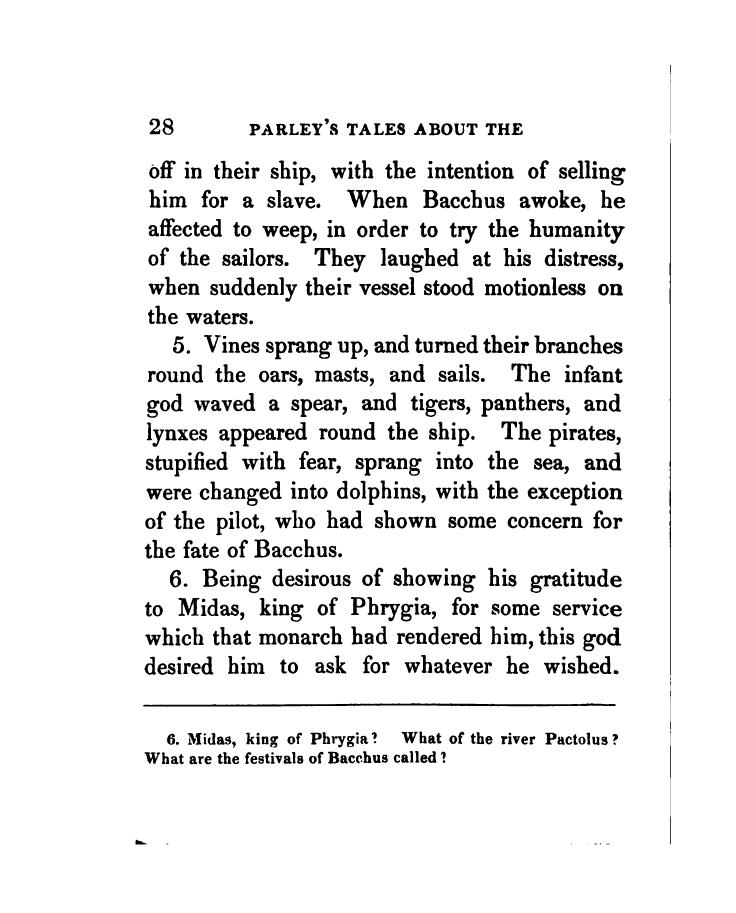 28 PARLEY'S TALES ABOUT THE
off in their ship, with the intention of selling
him for a slave. When Bacchus awoke, he
affected to weep, in order to try the humanity
of the sailors. They laughed at his distress,
when suddenly their vessel stood motionless on
the waters.
5. Vines sprang up, and turned their branches
round the oars, masts, and sails. The infant
god waved a spear, and tigers, panthers, and
lynxes appeared round the ship. The pirates,
stupified with fear, sprang into the sea, and
were changed into dolphins, with the exception
of the pilot, who had shown some concern for
the fate of Bacchus.
6. Being desirous of showing his gratitude
to Midas, king of Phrygia, for some service
which that monarch had rendered him, this god
desired him to ask for whatever he wished.
6. Midas, king of Phrygia? What of the river Pactolus?
What are the festivals of Bacchus called?